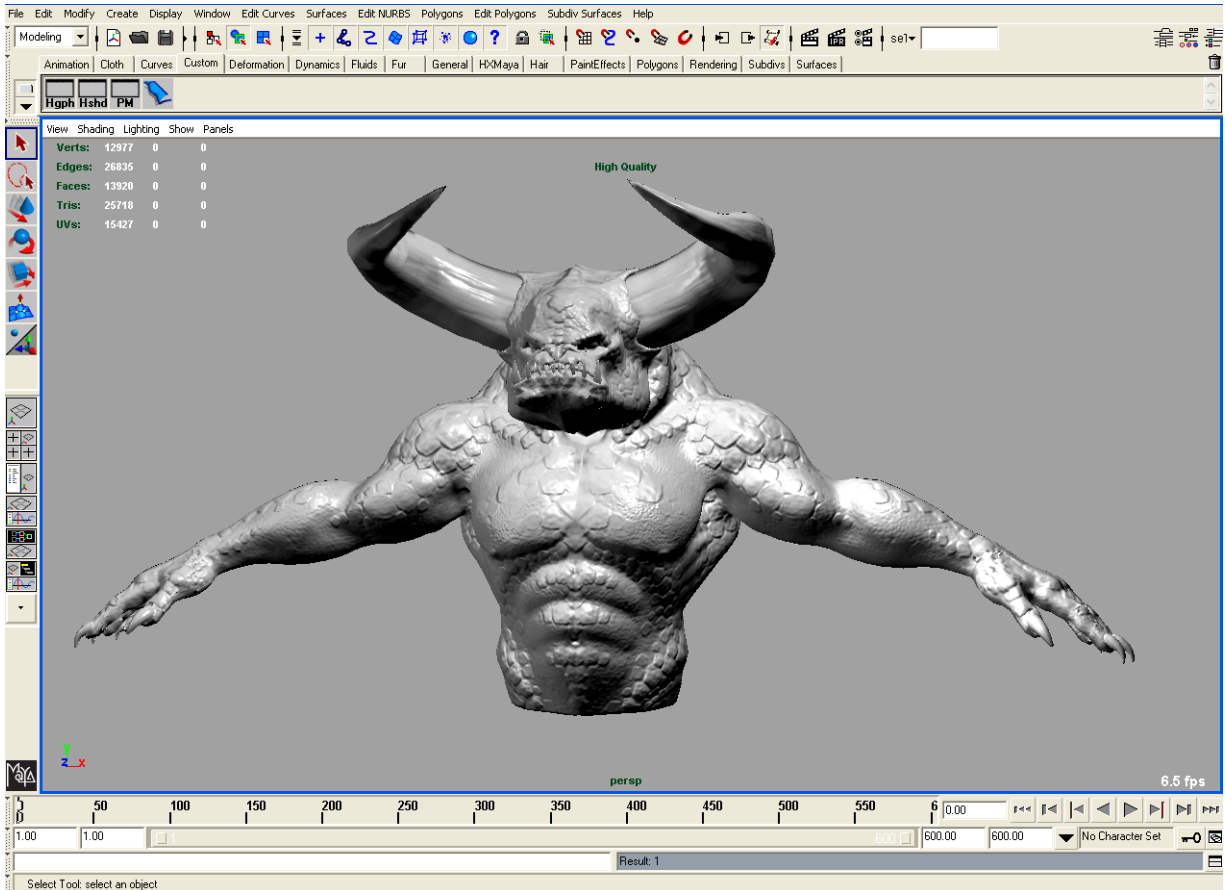 File Edit Modify Create Display Window Edit Curves Surfaces Edit NURBS Polygons Edit Polygons Subdiv Surfaces Help
Modeling sel
Animation Cloth Curves Custom Deformation Dynamics Fluids Fur General HXMaya Hair PaintEffects Polygons Rendering Subdivs Surfaces
Hgph Hshd PM
View Shading Lighting Show Panels
Verts: 12977 0 0
High Quality
Edges: 26835 0 0
Faces: 13920 0 0
Tris: 25718 0 0
UVs: 15427 0 0
y
z x
MAYA
persp
6.5 fps
50 100 150 200 250 300 350 400 450 500 550 6 0.00
1.00 1.00 1 600 600.00 600.00 No Character Set
Result: 1
Select Tool: select an object